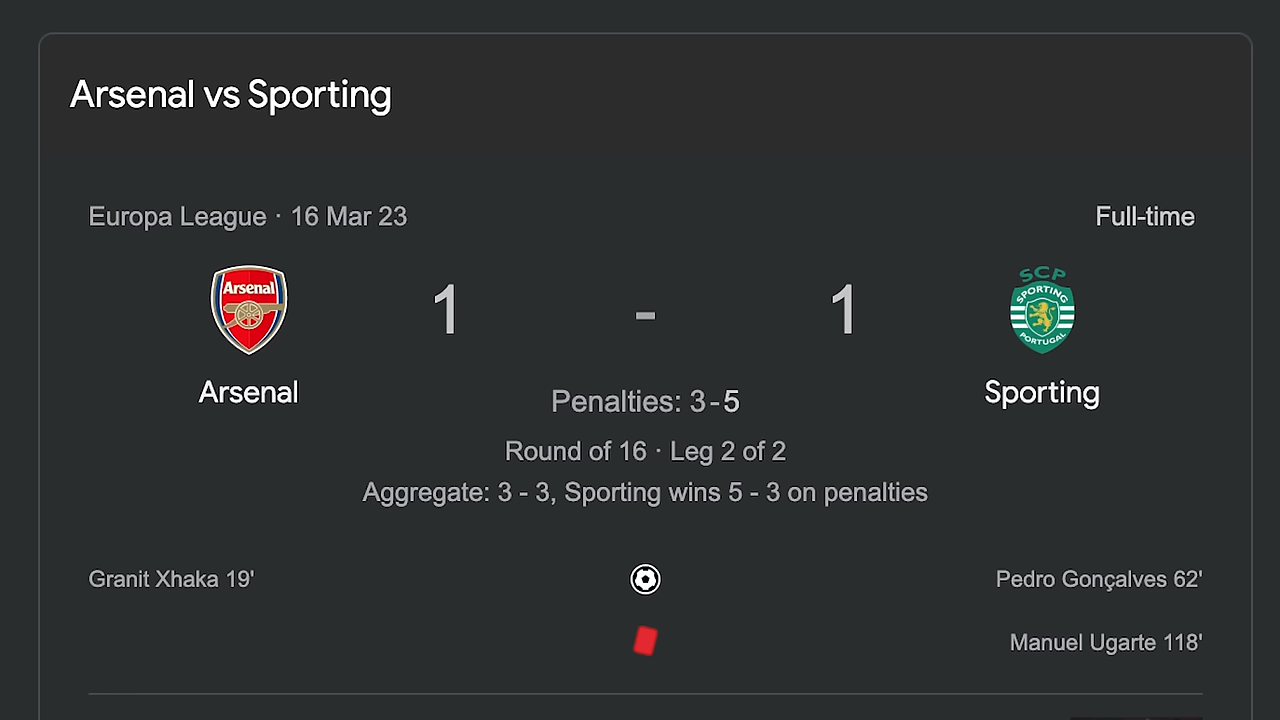 Arsenal vs Sporting
Europa League · 16 Mar 23
Full-time
Arsenal
SCP
SPORTING
PORTUGAL
1 - 1
Arsenal
Sporting
Penalties: 3 - 5
Round of 16 · Leg 2 of 2
Aggregate: 3 - 3, Sporting wins 5 - 3 on penalties
Granit Xhaka 19'
Pedro Gonçalves 62'
Manuel Ugarte 118'